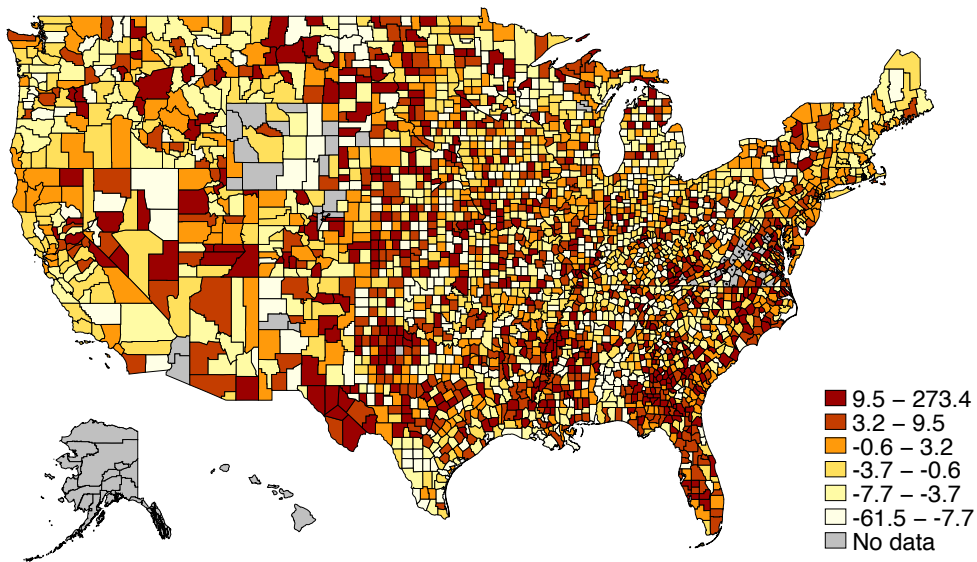 9.5 – 273.4
3.2 – 9.5
-0.6 – 3.2
-3.7 – -0.6
-7.7 – -3.7
-61.5 – -7.7
No data